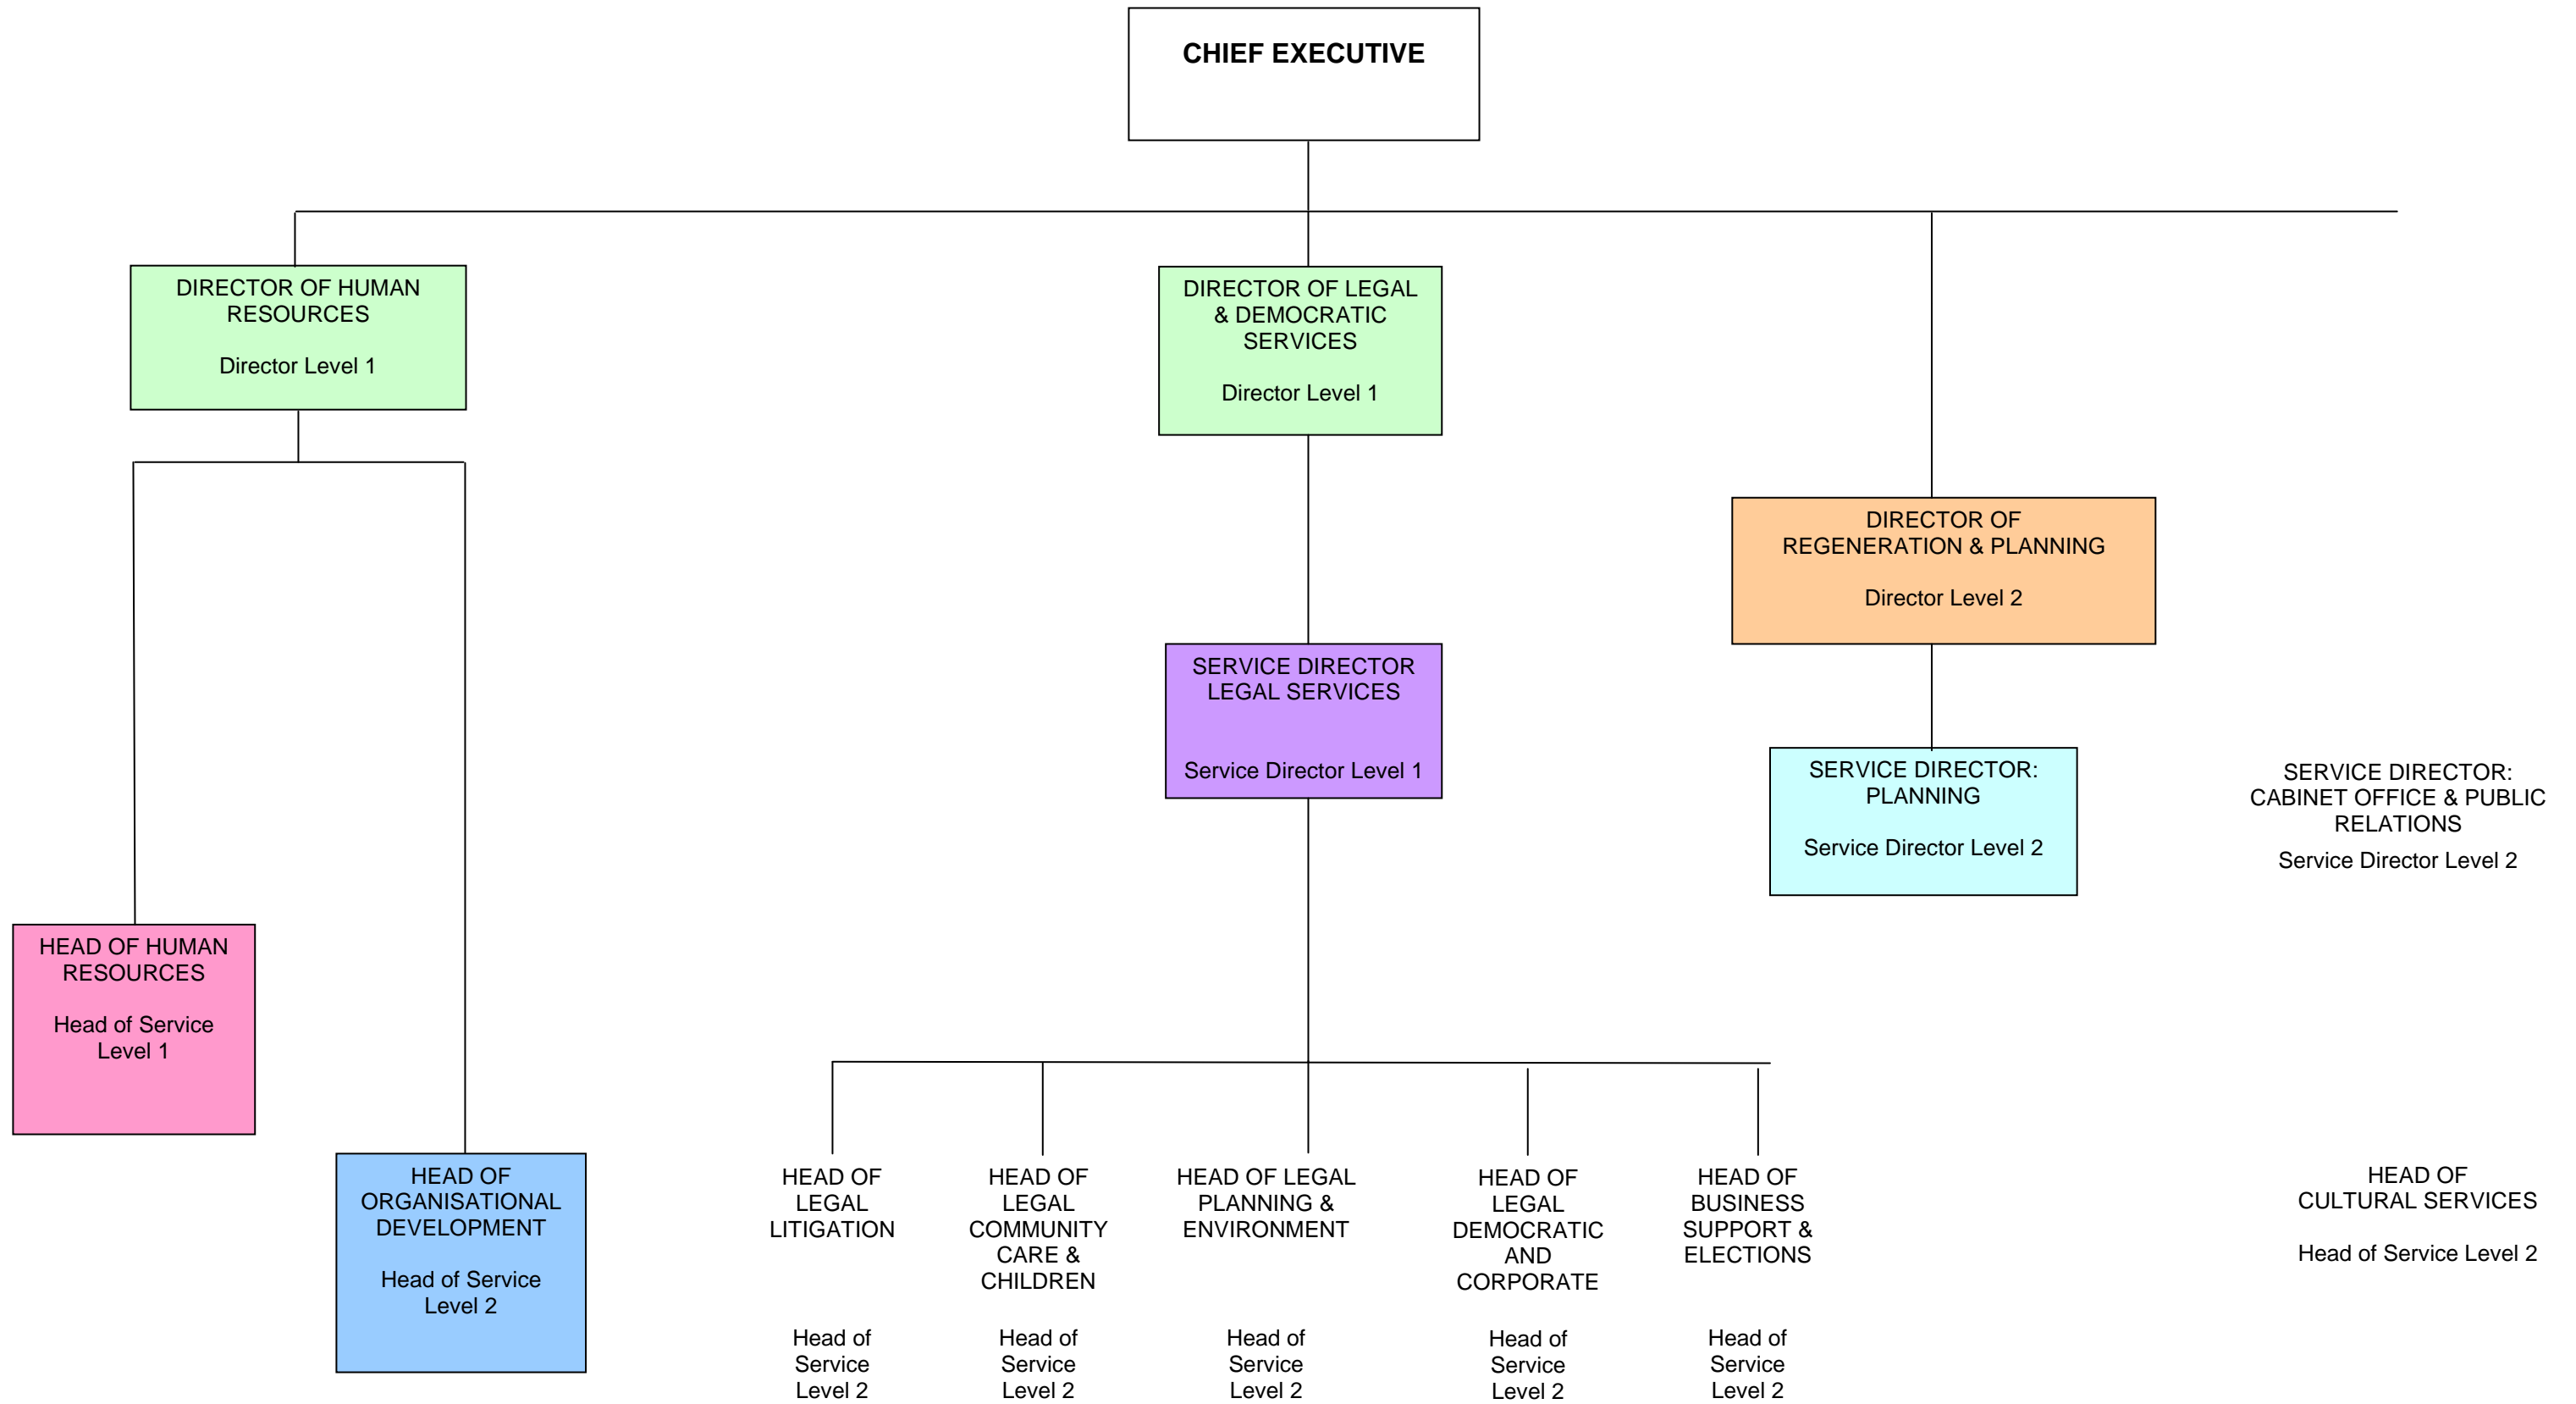 CHIEF EXECUTIVE
DIRECTOR OF HUMAN
RESOURCES
Director Level 1
DIRECTOR OF LEGAL
& DEMOCRATIC
SERVICES
Director Level 1
DIRECTOR OF
REGENERATION & PLANNING
Director Level 2
SERVICE DIRECTOR
LEGAL SERVICES
Service Director Level 1
SERVICE DIRECTOR:
PLANNING
Service Director Level 2
SERVICE DIRECTOR:
CABINET OFFICE & PUBLIC
RELATIONS
Service Director Level 2
HEAD OF HUMAN
RESOURCES
Head of Service
Level 1
HEAD OF
ORGANISATIONAL
DEVELOPMENT
Head of Service
Level 2
HEAD OF
LEGAL
LITIGATION
Head of
Service
Level 2
HEAD OF
LEGAL
COMMUNITY
CARE &
CHILDREN
Head of
Service
Level 2
HEAD OF LEGAL
PLANNING &
ENVIRONMENT
Head of
Service
Level 2
HEAD OF
LEGAL
DEMOCRATIC
AND
CORPORATE
Head of
Service
Level 2
HEAD OF
BUSINESS
SUPPORT &
ELECTIONS
Head of
Service
Level 2
HEAD OF
CULTURAL SERVICES
Head of Service Level 2